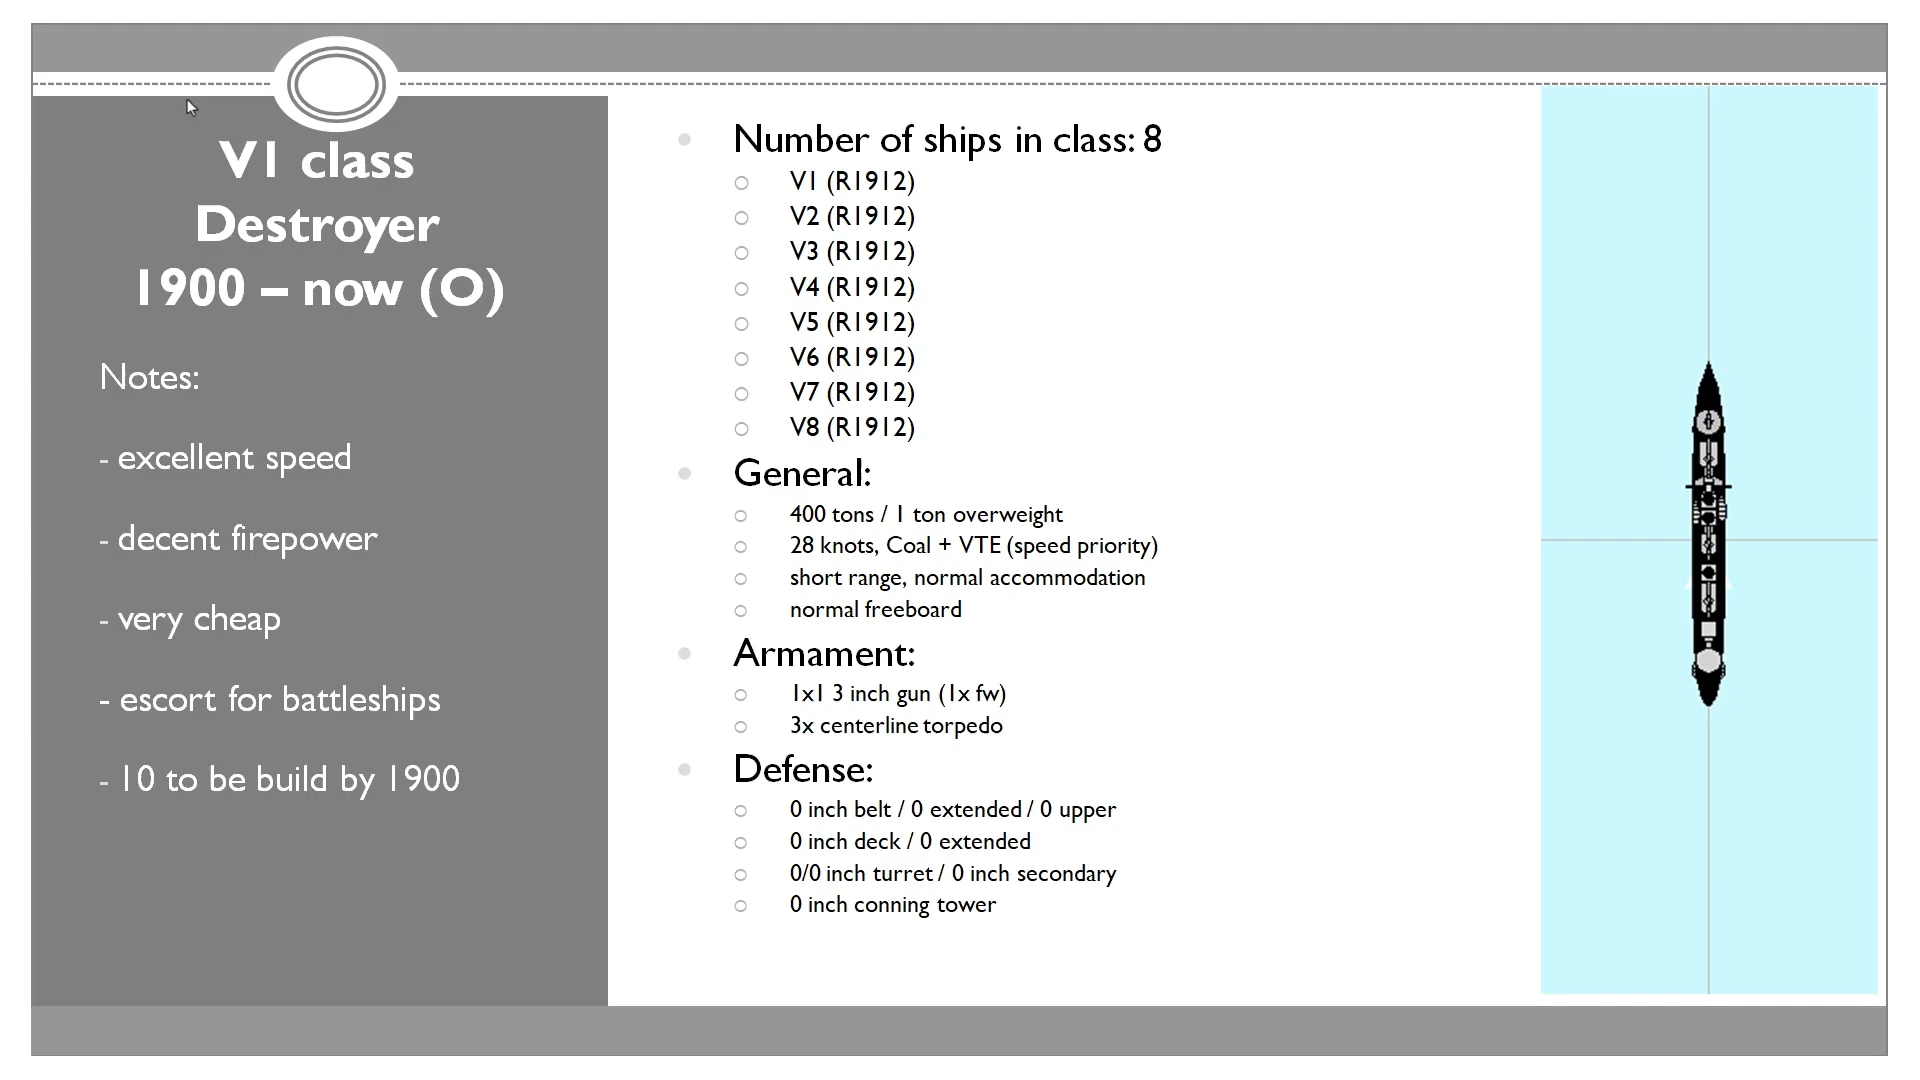 V1 class
Destroyer
1900 – now (O)
Notes:
- excellent speed
- decent firepower
- very cheap
- escort for battleships
- 10 to be build by 1900
Number of ships in class: 8
V1 (R1912)
V2 (R1912)
V3 (R1912)
V4 (R1912)
V5 (R1912)
V6 (R1912)
V7 (R1912)
V8 (R1912)
General:
400 tons / 1 ton overweight
28 knots, Coal + VTE (speed priority)
short range, normal accommodation
normal freeboard
Armament:
1x1 3 inch gun (1x fw)
3x centerline torpedo
Defense:
0 inch belt / 0 extended / 0 upper
0 inch deck / 0 extended
0/0 inch turret / 0 inch secondary
0 inch conning tower